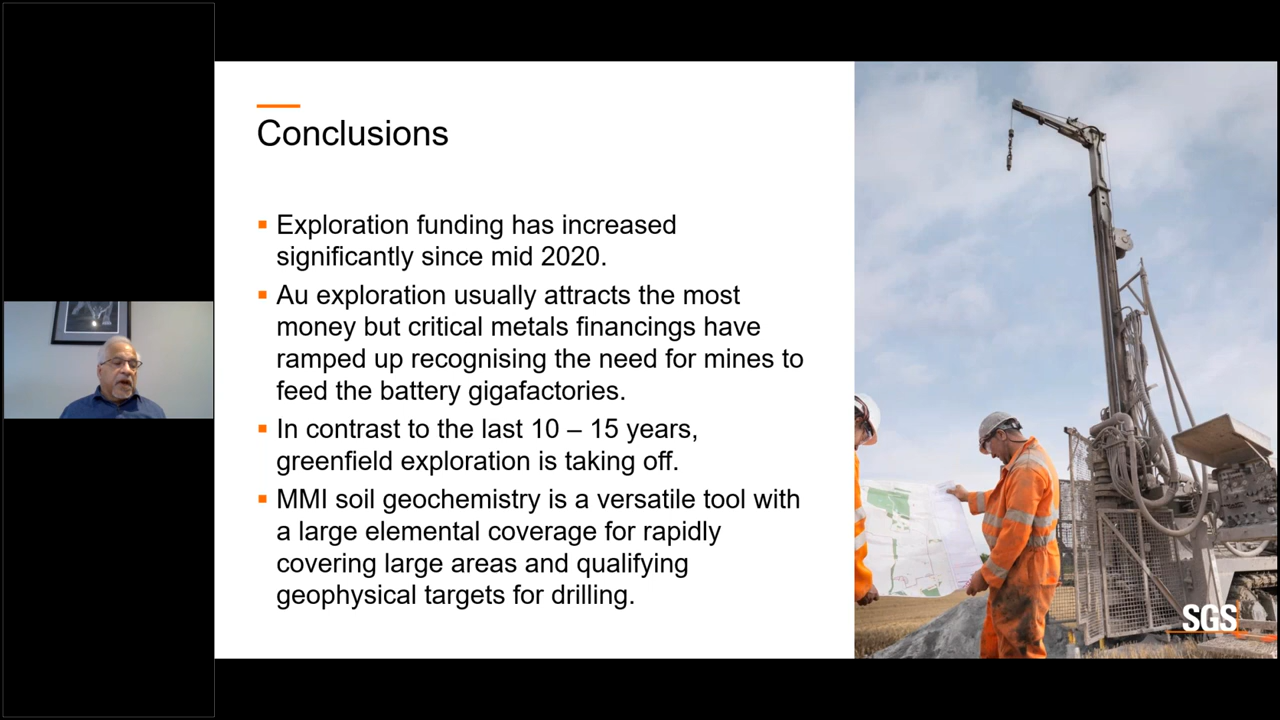 Conclusions
Exploration funding has increased
significantly since mid 2020.
Au exploration usually attracts the most
money but critical metals financings have
ramped up recognising the need for mines to
feed the battery gigafactories.
In contrast to the last 10 – 15 years,
greenfield exploration is taking off.
MMI soil geochemistry is a versatile tool with
a large elemental coverage for rapidly
covering large areas and qualifying
geophysical targets for drilling.
SGS